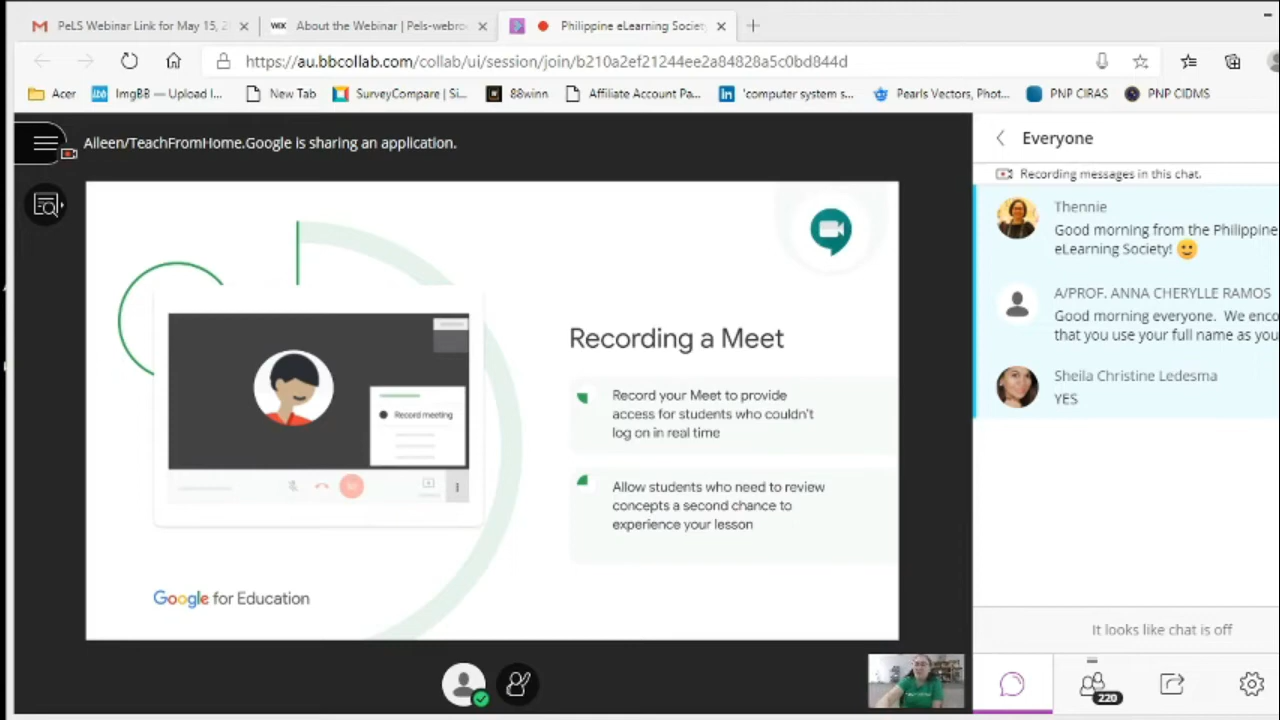 PeLS Webinar Link for May 15, 2
About the Webinar | Pels-webro
Philippine eLearning Societ
https://au.bbcollab.com/collab/ui/session/join/b210a2ef21244ee2a84828a5c0bd844d
Acer
ImgBB — Upload I...
New Tab
SurveyCompare | Si...
88winn
Affiliate Account Pa...
'computer system s...
Pearls Vectors, Phot...
PNP CIRAS
PNP CIDMS
Aileen/TeachFromHome.Google is sharing an application.
Everyone
Recording messages in this chat.
Thennie
Good morning from the Philippine
eLearning Society!
A/PROF. ANNA CHERYLLE RAMOS
Good morning everyone. We enco
that you use your full name as you
Sheila Christine Ledesma
YES
Recording a Meet
Record your Meet to provide
access for students who couldn't
log on in real time
Allow students who need to review
concepts a second chance to
experience your lesson
Record meeting
Google for Education
It looks like chat is off
220